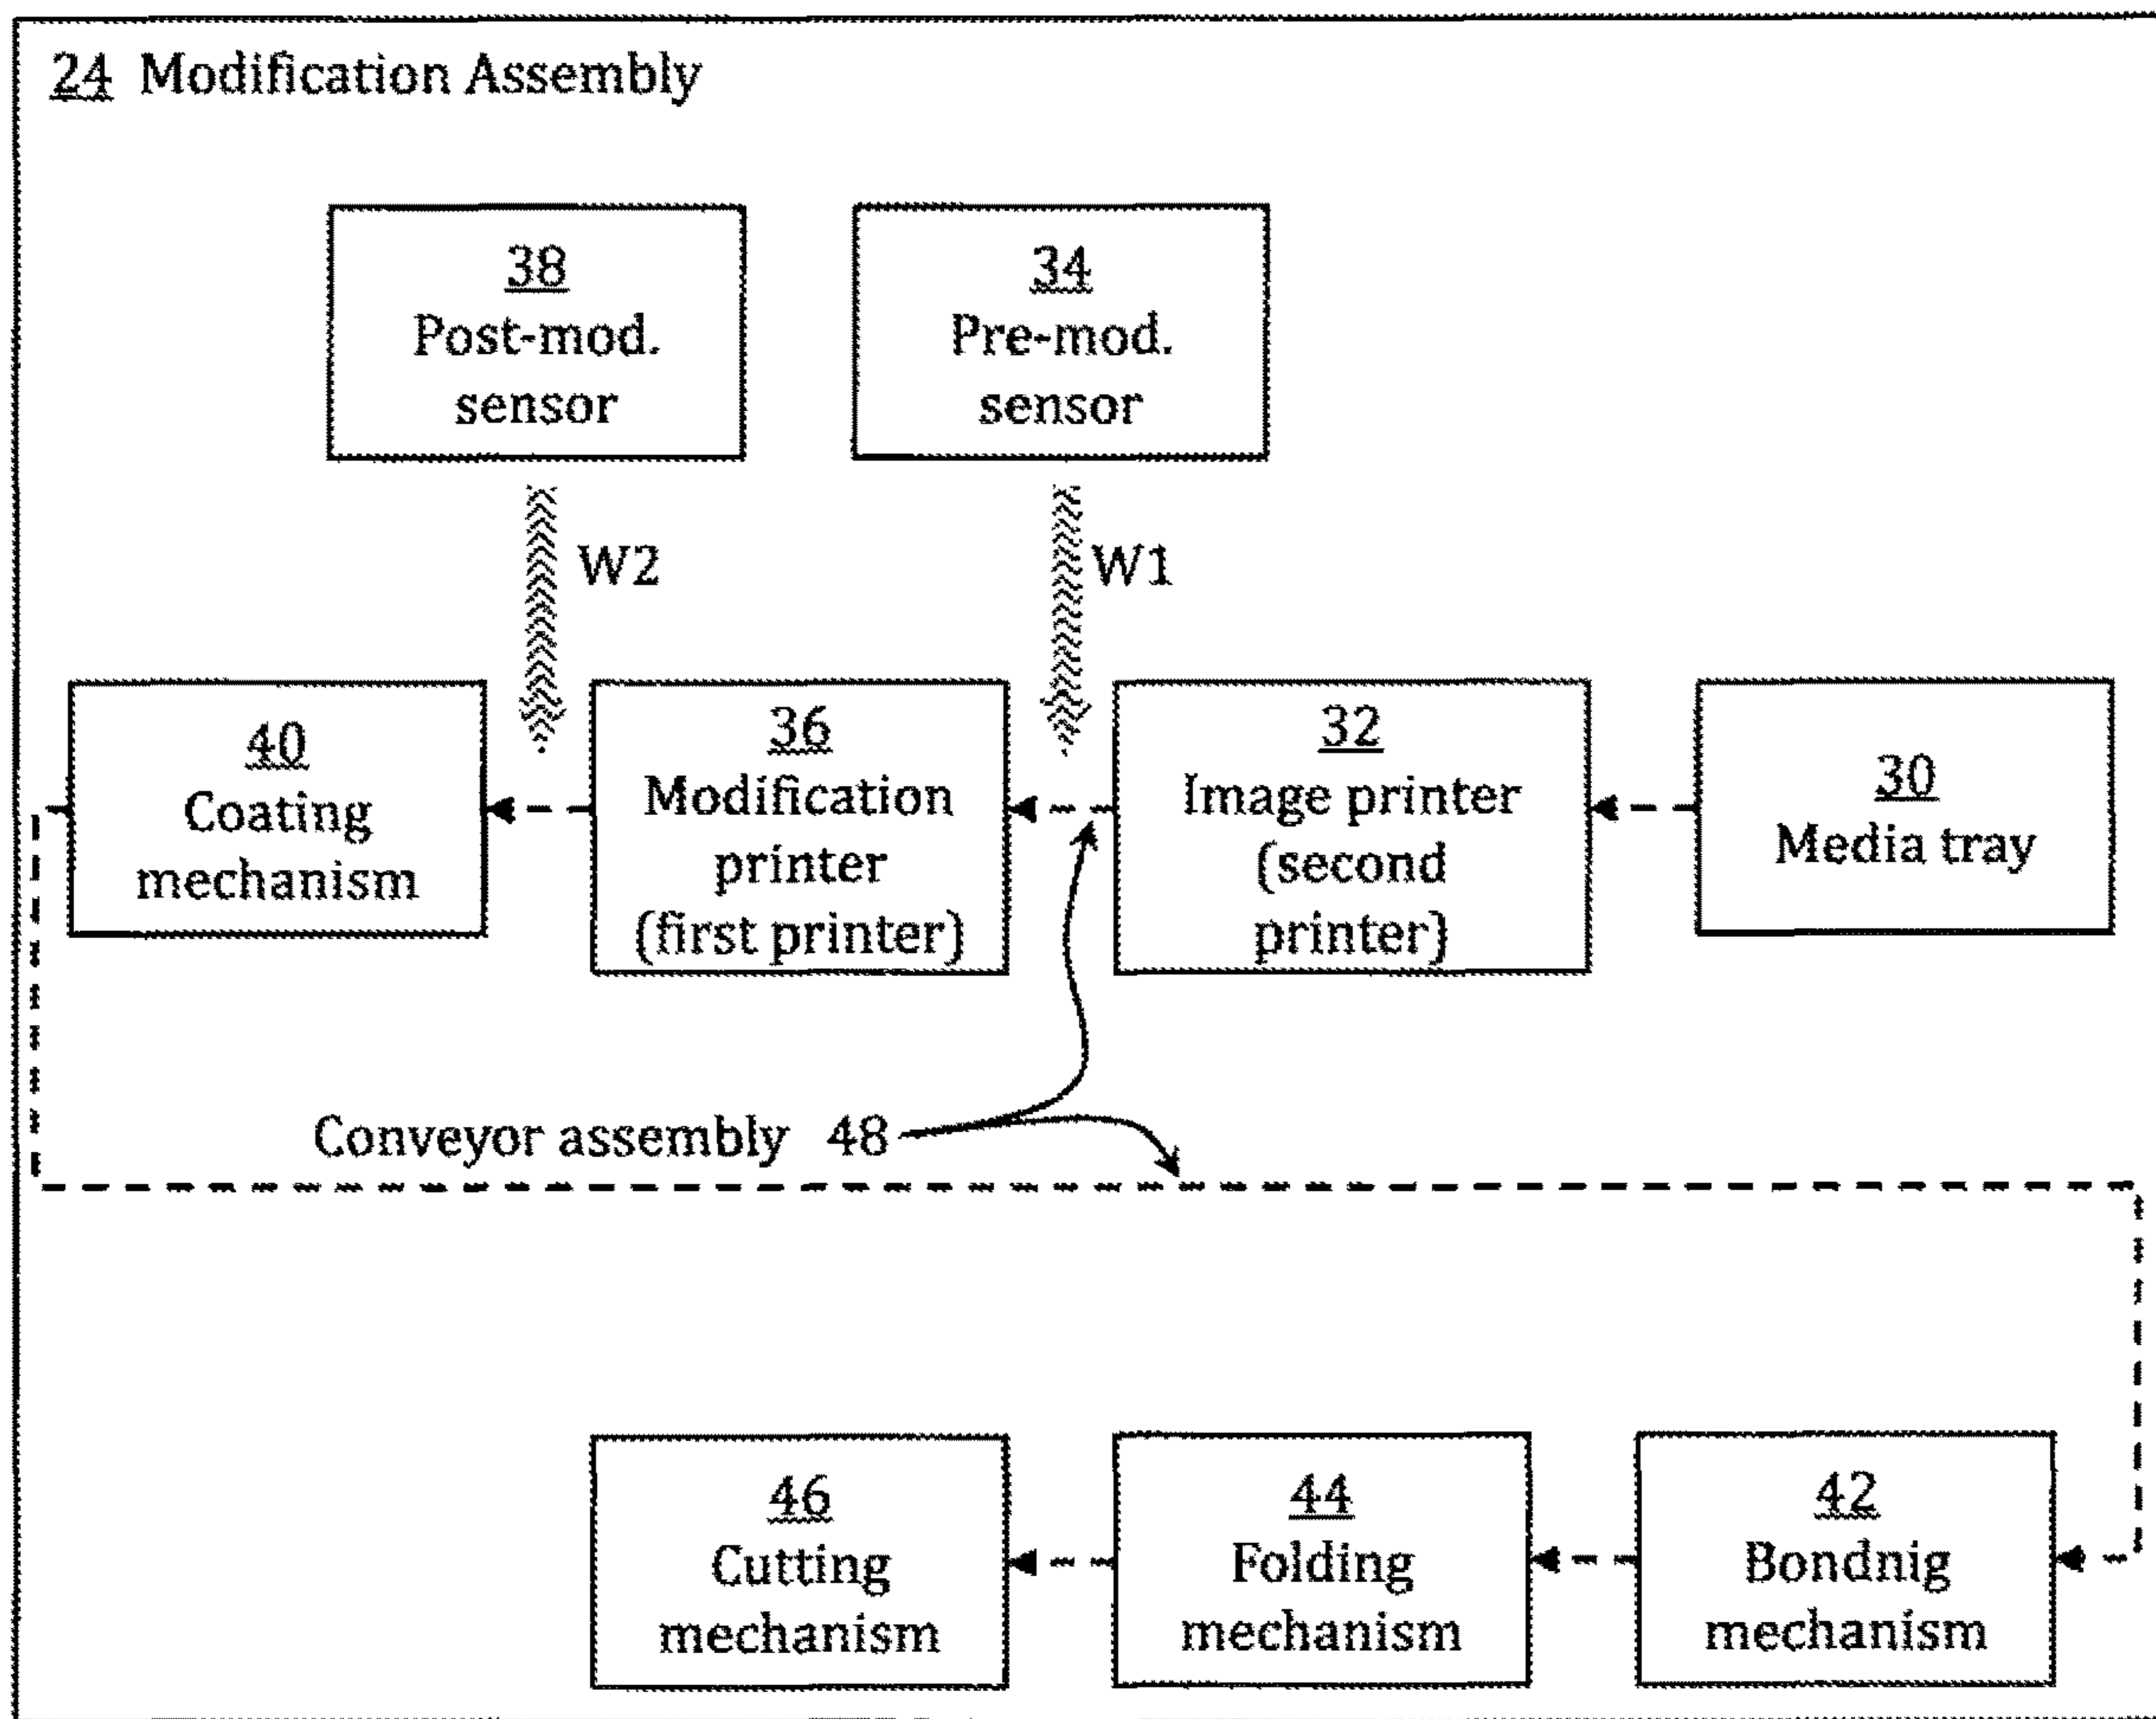 24 Modification Assembly
38
Post-mod.
sensor
34
Pre-mod.
sensor
W2
W1
40
Coating
mechanism
36
Modification
printer
(first printer)
32
Image printer
(second
printer)
30
Media tray
Conveyor assembly 48
46
Cutting
mechanism
44
Folding
mechanism
42
Bondnig
mechanism